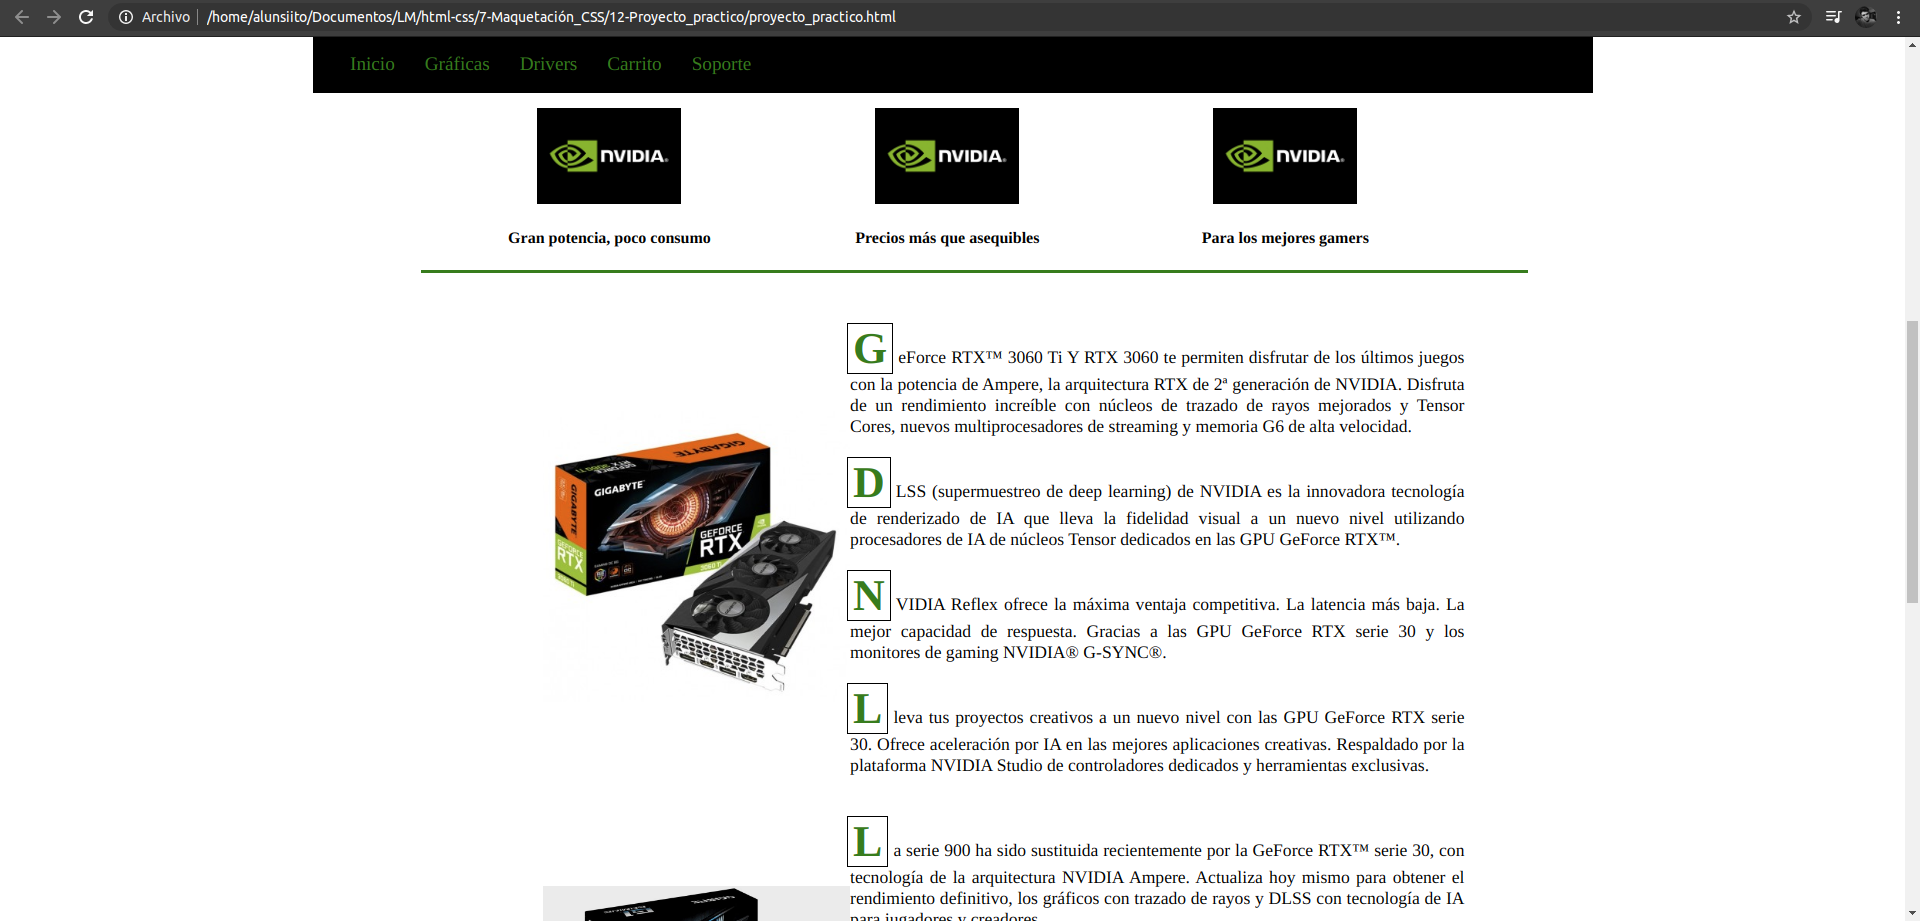 Archivo /home/alunsiito/Documentos/LM/html-css/7-Maquetación_CSS/12-Proyecto_practico/proyecto_practico.html
Inicio Gráficas Drivers Carrito Soporte
NVIDIA. NVIDIA. NVIDIA.
Gran potencia, poco consumo Precios más que asequibles Para los mejores gamers
GeForce RTX™ 3060 Ti Y RTX 3060 te permiten disfrutar de los últimos juegos
con la potencia de Ampere, la arquitectura RTX de 2ª generación de NVIDIA. Disfruta
de un rendimiento increíble con núcleos de trazado de rayos mejorados y Tensor
Cores, nuevos multiprocesadores de streaming y memoria G6 de alta velocidad.
GIGABYTE
GEFORCE
RTX 3060 TI
GIGABYTE
GIGABYTE
GEFORCE
RTX
GEFORCE
RTX
DLSS (supermuestreo de deep learning) de NVIDIA es la innovadora tecnología
de renderizado de IA que lleva la fidelidad visual a un nuevo nivel utilizando
procesadores de IA de núcleos Tensor dedicados en las GPU GeForce RTX™.
NVIDIA Reflex ofrece la máxima ventaja competitiva. La latencia más baja. La
mejor capacidad de respuesta. Gracias a las GPU GeForce RTX serie 30 y los
monitores de gaming NVIDIA® G-SYNC®.
Lleva tus proyectos creativos a un nuevo nivel con las GPU GeForce RTX serie
30. Ofrece aceleración por IA en las mejores aplicaciones creativas. Respaldado por la
plataforma NVIDIA Studio de controladores dedicados y herramientas exclusivas.
La serie 900 ha sido sustituida recientemente por la GeForce RTX™ serie 30, con
tecnología de la arquitectura NVIDIA Ampere. Actualiza hoy mismo para obtener el
rendimiento definitivo, los gráficos con trazado de rayos y DLSS con tecnología de IA
para jugadores y creadores.